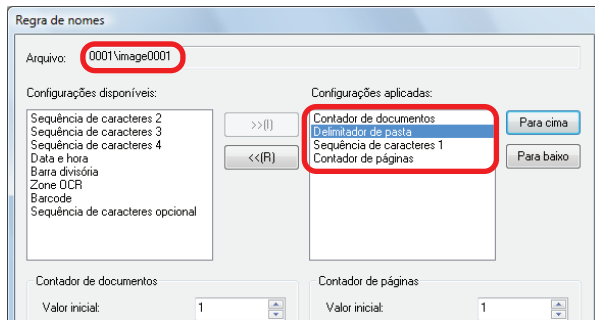 Regra de nomes
Arquivo: 0001\image0001
Configurações disponíveis:
Sequência de caracteres 2
Sequência de caracteres 3
Sequência de caracteres 4
Data e hora
Barra divisória
Zone OCR
Barcode
Sequência de caracteres opcional
>>(I)
<<(R)
Configurações aplicadas:
Contador de documentos
Delimitador de pasta
Sequência de caracteres 1
Contador de páginas
Para cima
Para baixo
Contador de documentos
Valor inicial: 1
Contador de páginas
Valor inicial: 1